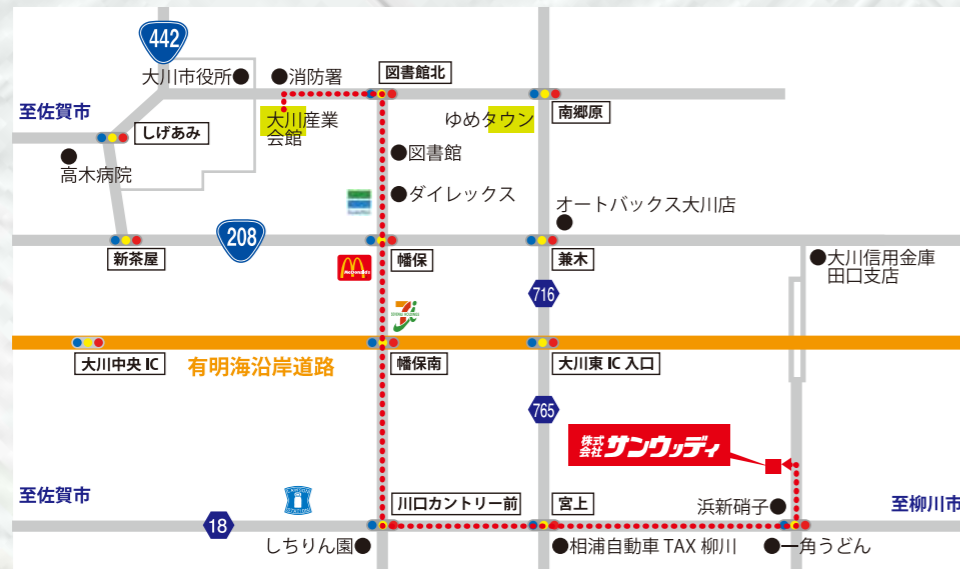 442
大川市役所
消防署
図書館北
至佐賀市
しげあみ
大川産業
会館
ゆめタウン
南郷原
高木病院
図書館
ダイレックス
オートバックス大川店
新茶屋
208
幡保
兼木
大川信用金庫
田口支店
McDonald's
716
大川中央 IC
有明海沿岸道路
幡保南
大川東 IC 入口
765
株式
会社
サンウッディ
至佐賀市
川口カントリー前
宮上
浜新硝子
至柳川市
18
しちりん園
相浦自動車 TAX 柳川
一角うどん